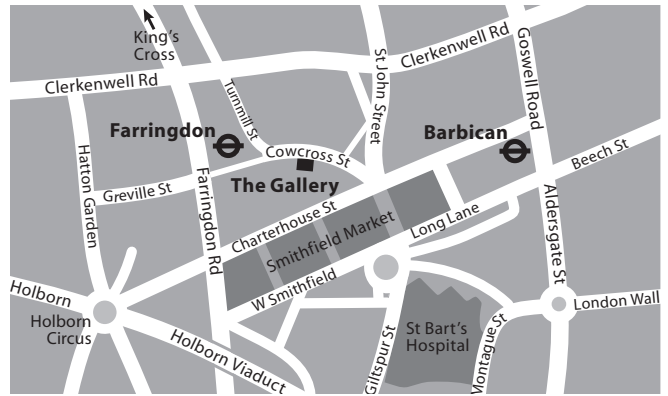 King's
Cross
Clerkenwell Rd
Clerkenwell Rd
St John Street
Goswell Road
Turnmill St
Farringdon
Barbican
Cowcross St
Beech St
Hatton Garden
Greville St
The Gallery
Farringdon Rd
Charterhouse St
Smithfield Market
Long Lane
Aldersgate St
W Smithfield
Holborn
Holborn
Circus
London Wall
Holborn Viaduct
Giltspur St
St Bart's
Hospital
Montague St